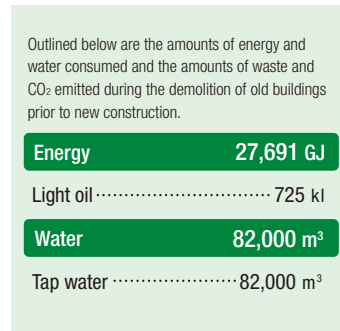 Outlined below are the amounts of energy and
water consumed and the amounts of waste and
CO₂ emitted during the demolition of old buildings
prior to new construction.
Energy 27,691 GJ
Light oil 725 kl
Water 82,000 m³
Tap water 82,000 m³